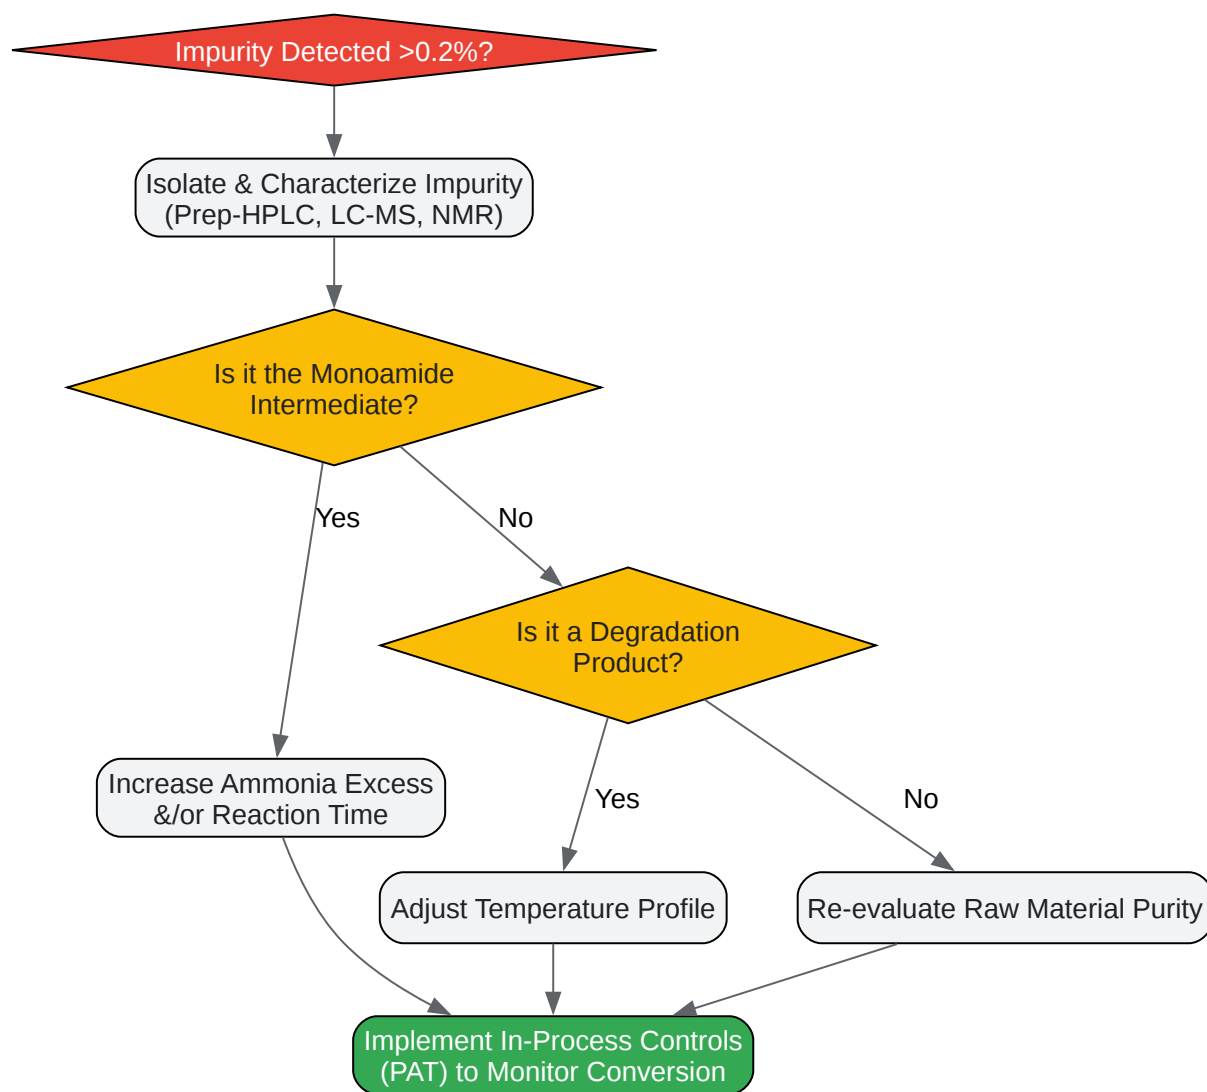 Impurity Detected >0.2%?
Isolate & Characterize Impurity
(Prep-HPLC, LC-MS, NMR)
Is it the Monoamide
Intermediate?
Yes
No
Is it a Degradation
Product?
Increase Ammonia Excess
&/or Reaction Time
Yes
No
Adjust Temperature Profile
Re-evaluate Raw Material Purity
Implement In-Process Controls
(PAT) to Monitor Conversion